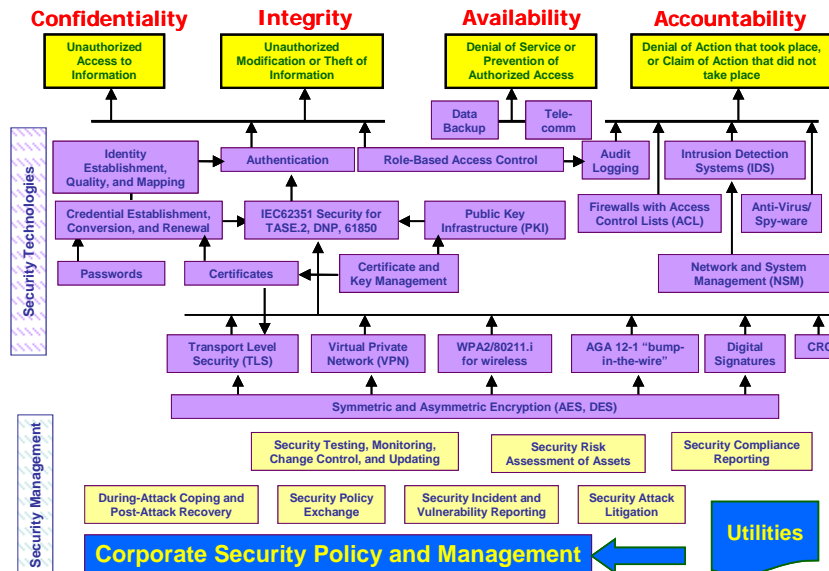 Confidentiality
Integrity
Availability
Accountability
Unauthorized
Access to
Information
Unauthorized
Modification or Theft of
Information
Denial of Service or
Prevention of
Authorized Access
Denial of Action that took place,
or Claim of Action that did not
take place
Security Technologies
Data
Backup
Tele-
comm
Identity
Establishment,
Quality, and Mapping
Authentication
Role-Based Access Control
Audit
Logging
Intrusion Detection
Systems (IDS)
Credential Establishment,
Conversion, and Renewal
IEC62351 Security for
TASE.2, DNP, 61850
Public Key
Infrastructure (PKI)
Firewalls with Access
Control Lists (ACL)
Anti-Virus/
Spy-ware
Passwords
Certificates
Certificate and
Key Management
Network and System
Management (NSM)
Transport Level
Security (TLS)
Virtual Private
Network (VPN)
WPA2/80211.i
for wireless
AGA 12-1 “bump-
in-the-wire”
Digital
Signatures
CRC
Symmetric and Asymmetric Encryption (AES, DES)
Security Management
Security Testing, Monitoring,
Change Control, and Updating
Security Risk
Assessment of Assets
Security Compliance
Reporting
During-Attack Coping and
Post-Attack Recovery
Security Policy
Exchange
Security Incident and
Vulnerability Reporting
Security Attack
Litigation
Corporate Security Policy and Management
Utilities